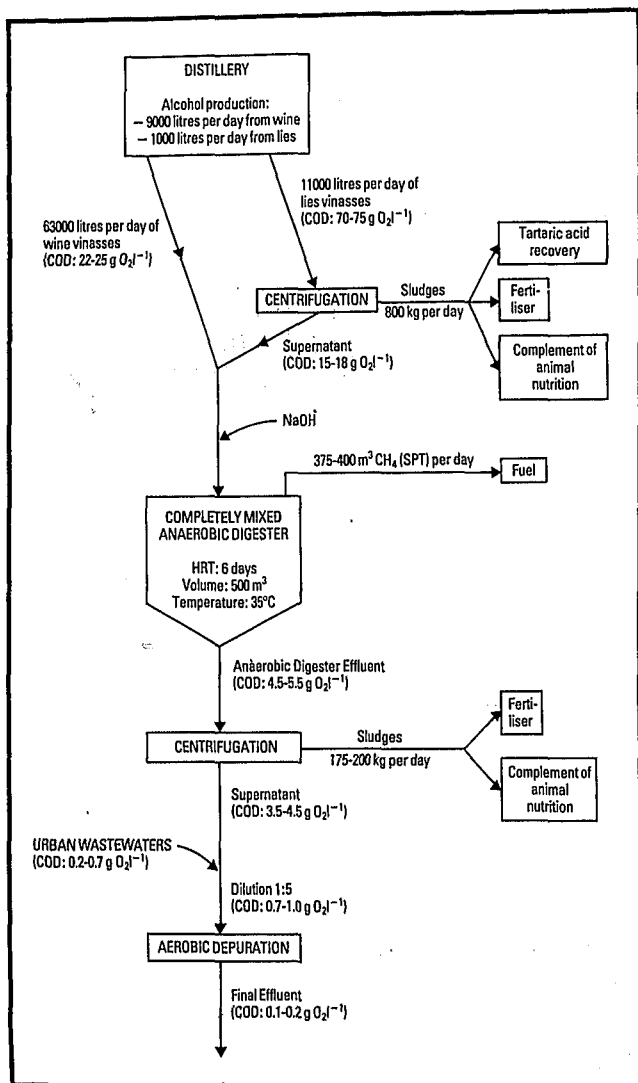 DISTILLERY
Alcohol production:
– 9000 litres per day from wine
– 1000 litres per day from lies
11000 litres per day of
lies vinasses
(COD: 70-75 g O₂l⁻¹)
63000 litres per day of
wine vinasses
(COD: 22-25 g O₂l⁻¹)
CENTRIFUGATION
Sludges
800 kg per day
Tartaric acid
recovery
Ferti-
liser
Complement of
animal
nutrition
Supernatant
(COD: 15-18 g O₂l⁻¹)
NaOH
375-400 m³ CH₄ (SPT) per day
Fuel
COMPLETELY MIXED
ANAEROBIC DIGESTER
HRT: 6 days
Volume: 500 m³
Temperature: 35°C
Anaerobic Digester Effluent
(COD: 4.5-5.5 g O₂l⁻¹)
CENTRIFUGATION
Sludges
175-200 kg per day
Ferti-
liser
Complement of
animal
nutrition
Supernatant
(COD: 3.5-4.5 g O₂l⁻¹)
URBAN WASTEWATERS
(COD: 0.2-0.7 g O₂l⁻¹)
Dilution 1:5
(COD: 0.7-1.0 g O₂l⁻¹)
AEROBIC DEPURATION
Final Effluent
(COD: 0.1-0.2 g O₂l⁻¹)